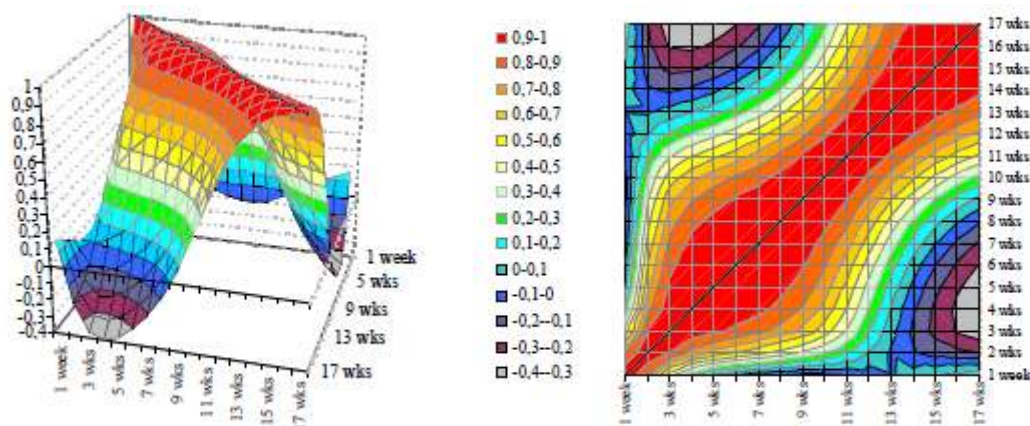 1
0,9
0,8
0,7
0,6
0,5
0,4
0,3
0,2
0,1
0
-0,1
-0,2
-0,3
-0,4
1 week
3 wks
5 wks
7 wks
9 wks
11 wks
13 wks
15 wks
17 wks
1 week
5 wks
9 wks
13 wks
17 wks
0,9-1
0,8-0,9
0,7-0,8
0,6-0,7
0,5-0,6
0,4-0,5
0,3-0,4
0,2-0,3
0,1-0,2
0-0,1
-0,1-0
-0,2--0,1
-0,3--0,2
-0,4--0,3
17 wks
16 wks
15 wks
14 wks
13 wks
12 wks
11 wks
10 wks
9 wks
8 wks
7 wks
6 wks
5 wks
4 wks
3 wks
2 wks
1 week
1 week
3 wks
5 wks
7 wks
9 wks
11 wks
13 wks
15 wks
17 wks